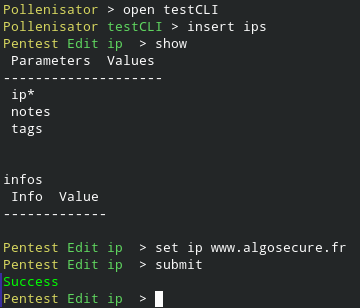 Pollenisator > open testCLI
Pollenisator testCLI > insert ips
Pentest Edit ip  > show
 Parameters  Values
--------------------
 ip*
 notes
 tags
infos
 Info  Value
-------------
Pentest Edit ip  > set ip www.algosecure.fr
Pentest Edit ip  > submit
Success
Pentest Edit ip  >